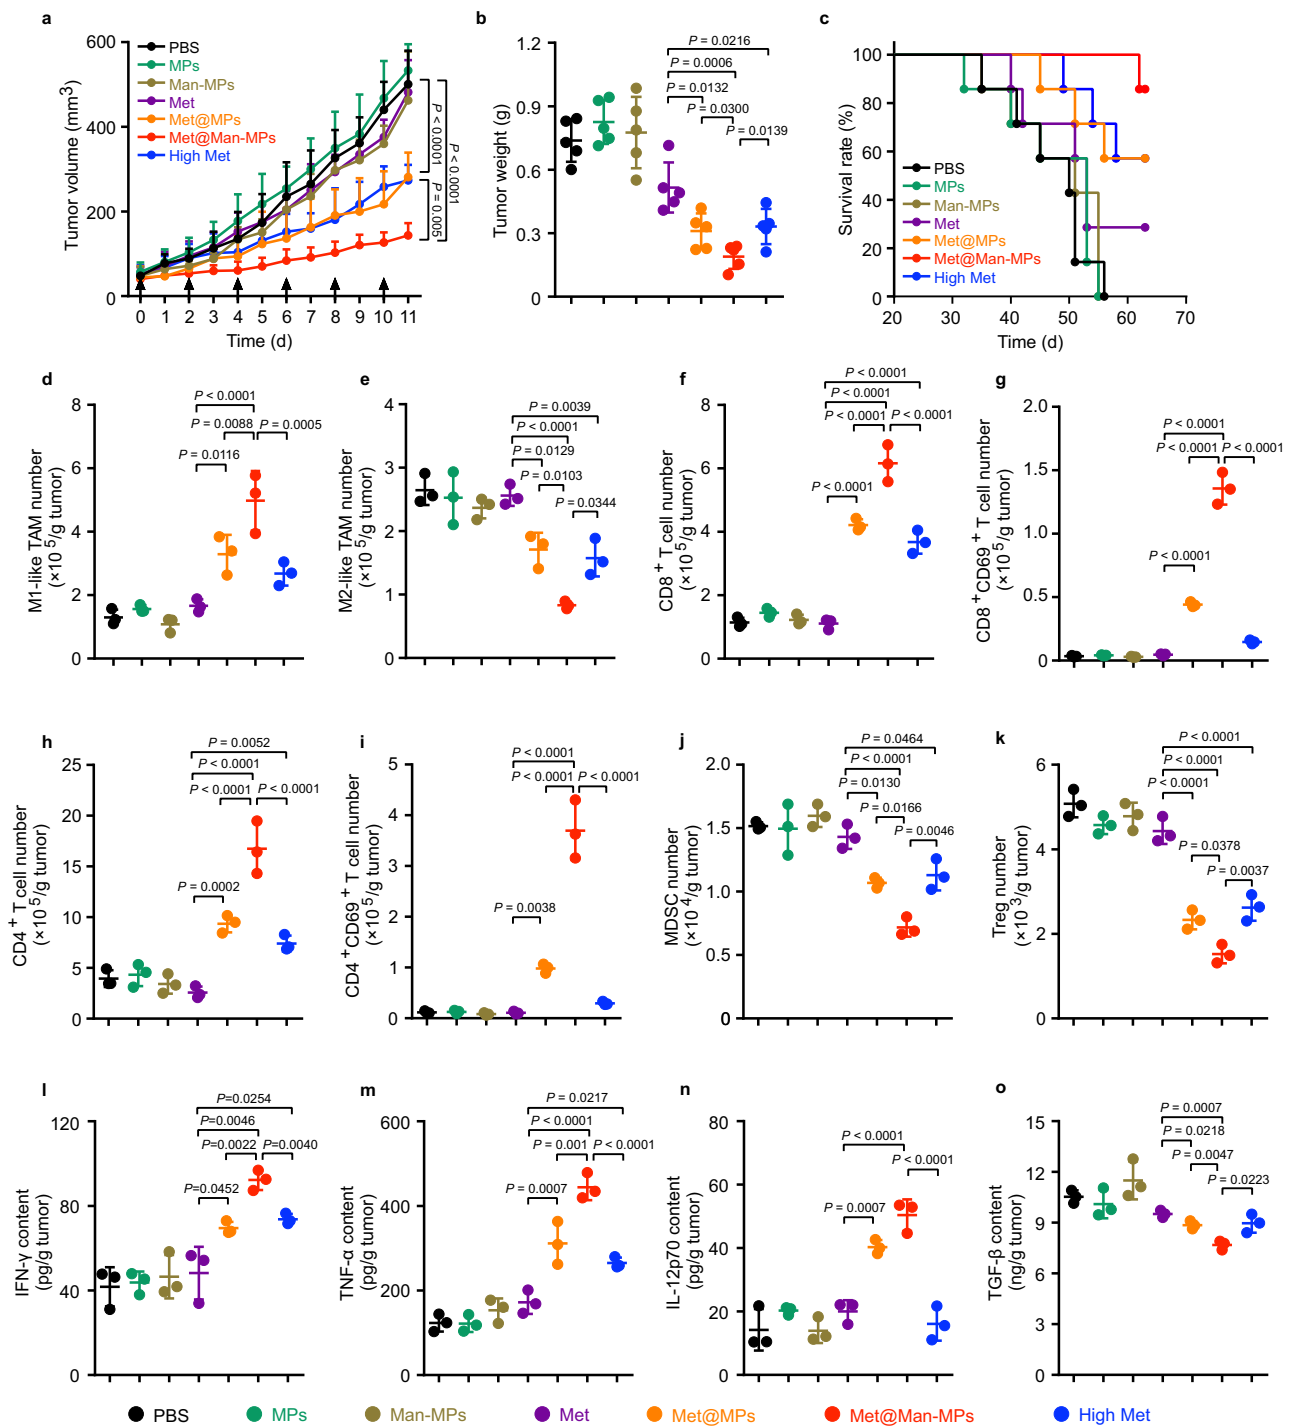 a
Tumor volume (mm3)
600
400
200
0
PBS
MPs
Man-MPs
Met
Met@MPs
Met@Man-MPs
High Met
P < 0.0001
P = 0.005
P < 0.0001
0 1 2 3 4 5 6 7 8 9 10 11
Time (d)
b
Tumor weight (g)
1.2
0.9
0.6
0.3
0
P = 0.0216
P = 0.0006
P = 0.0132
P = 0.0300
P = 0.0139
c
Survival rate (%)
100
80
60
40
20
0
PBS
MPs
Man-MPs
Met
Met@MPs
Met@Man-MPs
High Met
20 30 40 50 60 70
Time (d)
d
M1-like TAM number
(×10 5/g tumor)
8
6
4
2
0
P < 0.0001
P = 0.0088
P = 0.0005
P = 0.0116
e
M2-like TAM number
(×10 5/g tumor)
4
3
2
1
0
P = 0.0039
P < 0.0001
P = 0.0129
P = 0.0103
P = 0.0344
f
CD8 + T cell number
(×10 5/g tumor)
8
6
4
2
0
P < 0.0001
P < 0.0001
P < 0.0001
P < 0.0001
P < 0.0001
g
CD8 +CD69 + T cell number
(×10 5/g tumor)
2.0
1.5
1.0
0.5
0
P < 0.0001
P < 0.0001
P < 0.0001
P = 0.0001
h
CD4 + T cell number
(×10 5/g tumor)
25
20
15
10
5
0
P = 0.0052
P < 0.0001
P < 0.0001
P < 0.0001
P = 0.0002
i
CD4 +CD69 + T cell number
(×10 5/g tumor)
5
4
3
2
1
0
P < 0.0001
P < 0.0001
P < 0.0001
P = 0.0038
j
MDSC number
(×10 4/g tumor)
2.0
1.5
1.0
0.5
0
P = 0.0464
P < 0.0001
P = 0.0130
P = 0.0166
P = 0.0046
k
Treg number
(×10 3/g tumor)
6
4
2
0
P < 0.0001
P < 0.0001
P < 0.0001
P = 0.0378
P = 0.0037
l
IFN-γ content
(pg/g tumor)
120
80
40
0
P=0.0254
P=0.0046
P=0.0022
P=0.0040
P=0.0452
m
TNF-α content
(pg/g tumor)
600
400
200
0
P = 0.0217
P < 0.0001
P = 0.001
P < 0.0001
P = 0.0007
n
IL-12p70 content
(pg/g tumor)
80
60
40
20
0
P < 0.0001
P < 0.0001
P = 0.0007
o
TGF-β content
(ng/g tumor)
15
12
9
6
3
0
P = 0.0007
P = 0.0218
P = 0.0047
P = 0.0223
PBS MPs Man-MPs Met Met@MPs Met@Man-MPs High Met